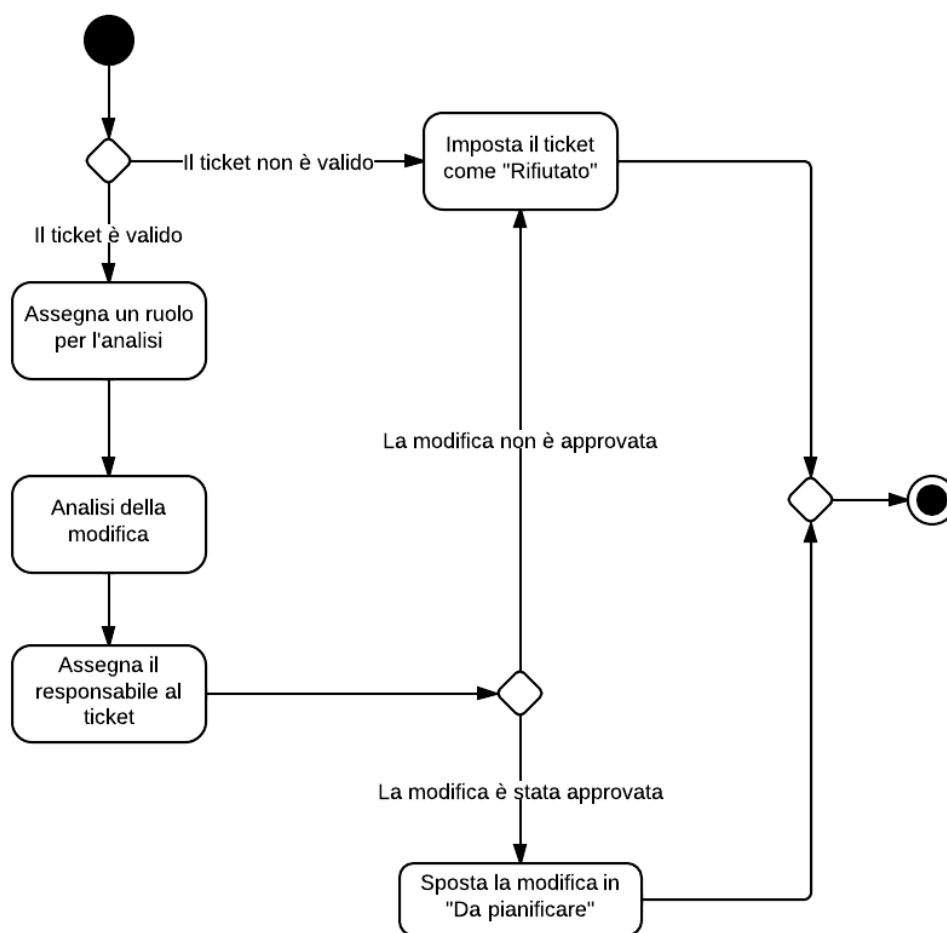 Imposta il ticket
come "Rifiutato"
Il ticket non è valido
Il ticket è valido
Assegna un ruolo
per l'analisi
La modifica non è approvata
Analisi della
modifica
Assegna il
responsabile al
ticket
La modifica è stata approvata
Sposta la modifica in
"Da pianificare"